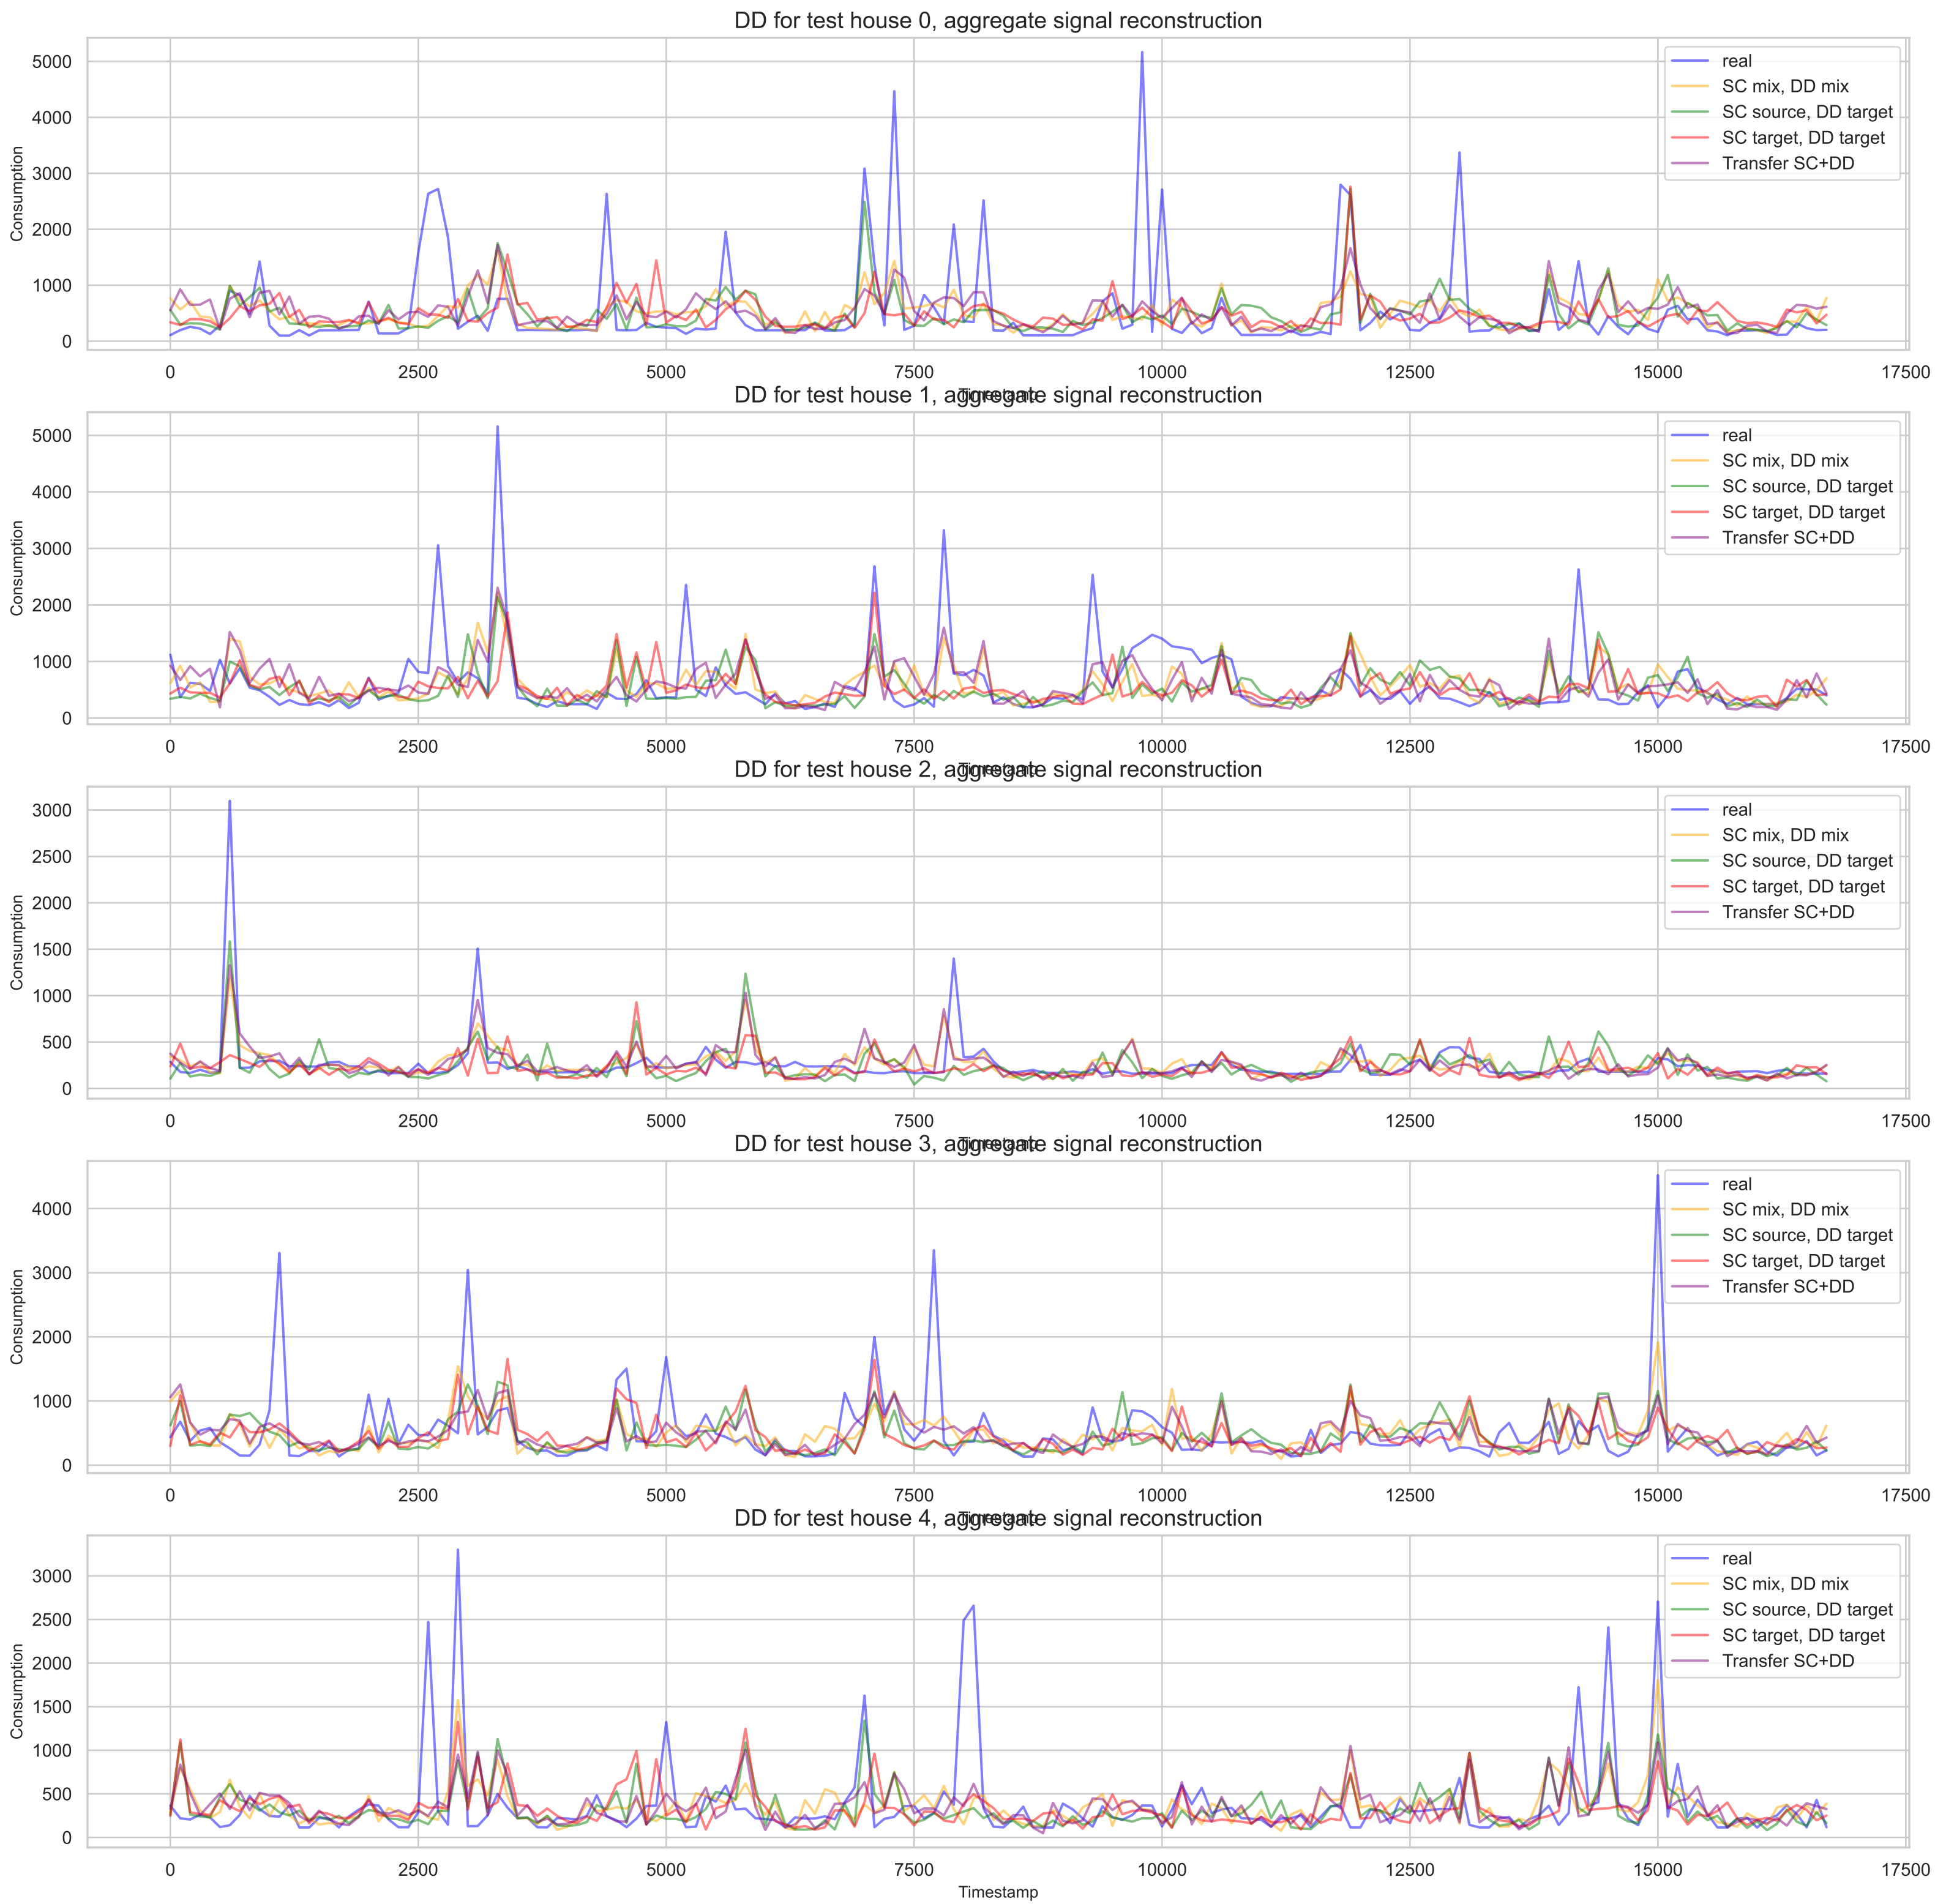 DD for test house 0, aggregate signal reconstruction
Consumption
5000
4000
3000
2000
1000
0
real
SC mix, DD mix
SC source, DD target
SC target, DD target
Transfer SC+DD
0 2500 5000 7500 10000 12500 15000 17500
Timestamp
DD for test house 1, aggregate signal reconstruction
Consumption
5000
4000
3000
2000
1000
0
real
SC mix, DD mix
SC source, DD target
SC target, DD target
Transfer SC+DD
0 2500 5000 7500 10000 12500 15000 17500
Timestamp
DD for test house 2, aggregate signal reconstruction
Consumption
3000
2500
2000
1500
1000
500
0
real
SC mix, DD mix
SC source, DD target
SC target, DD target
Transfer SC+DD
0 2500 5000 7500 10000 12500 15000 17500
Timestamp
DD for test house 3, aggregate signal reconstruction
Consumption
4000
3000
2000
1000
0
real
SC mix, DD mix
SC source, DD target
SC target, DD target
Transfer SC+DD
0 2500 5000 7500 10000 12500 15000 17500
Timestamp
DD for test house 4, aggregate signal reconstruction
Consumption
3000
2500
2000
1500
1000
500
0
real
SC mix, DD mix
SC source, DD target
SC target, DD target
Transfer SC+DD
0 2500 5000 7500 10000 12500 15000 17500
Timestamp